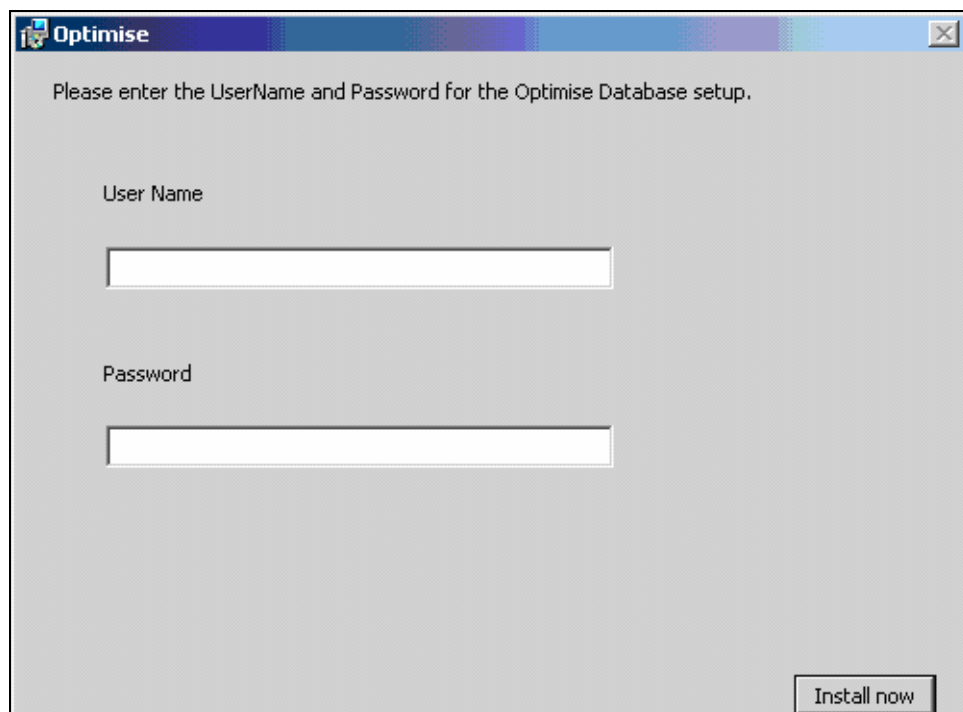 Optimise
Please enter the UserName and Password for the Optimise Database setup.
User Name
Password
Install now